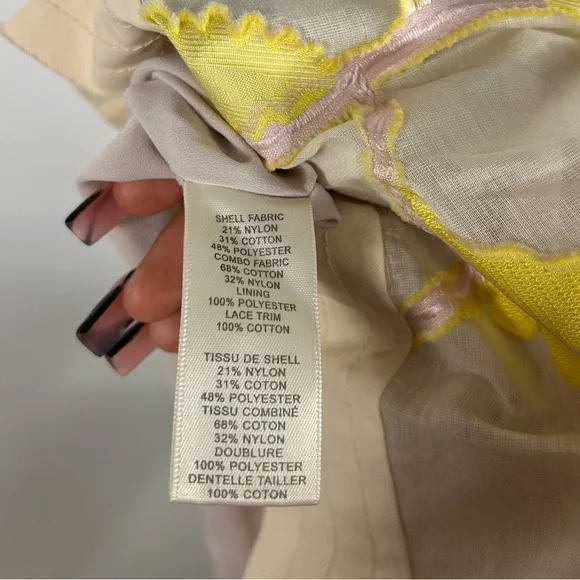 SHELL FABRIC
21% NYLON
31% COTTON
48% POLYESTER
COMBO FABRIC
68% COTTON
32% NYLON
LINING
100% POLYESTER
LACE TRIM
100% COTTON
TISSU DE SHELL
21% NYLON
31% COTON
48% POLYESTER
TISSU COMBINÉ
68% COTON
32% NYLON
DOUBLURE
100% POLYESTER
DENTELLE TAILLER
100% COTON